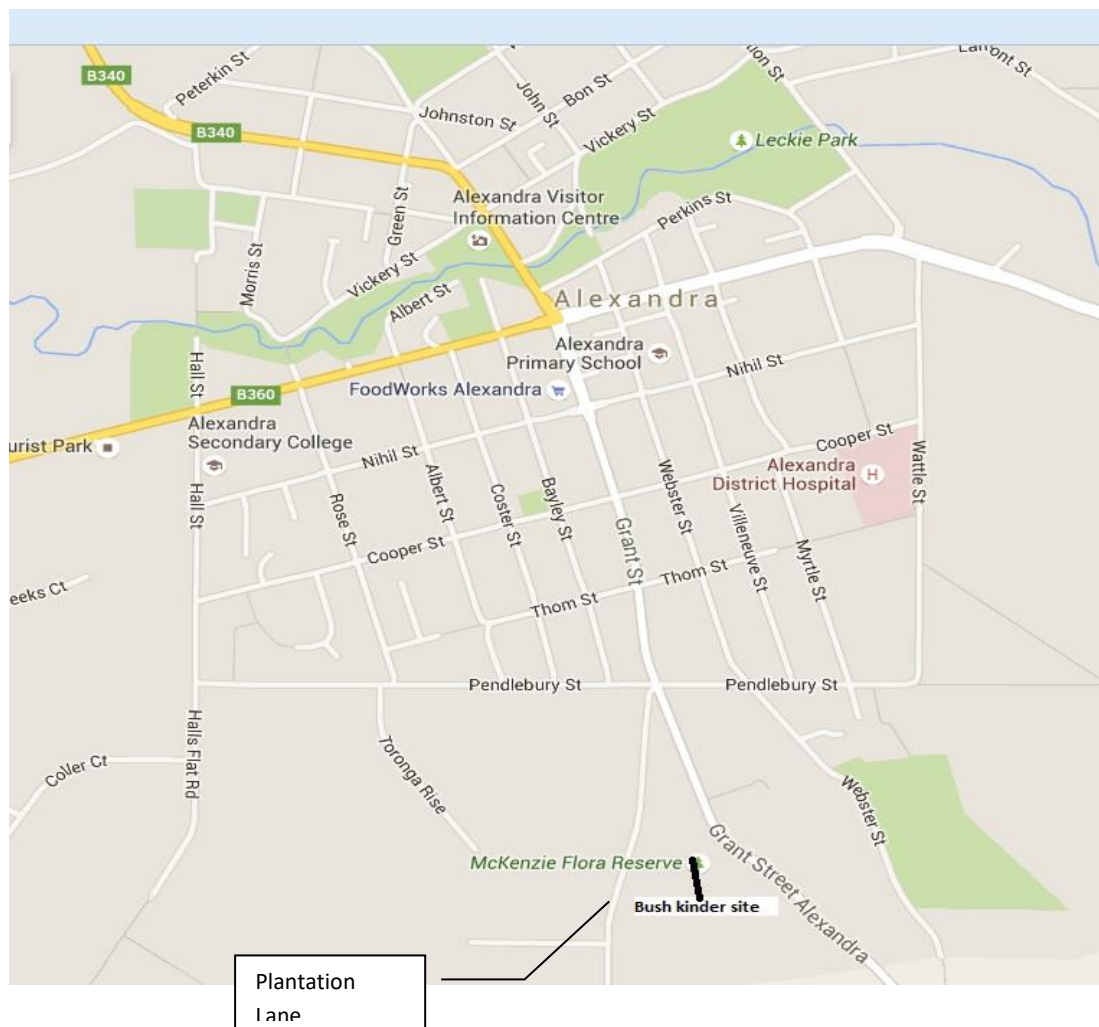 B340
Peterkin St
B340
Johnston St
John St
Bon St
Vickery St
Lamont St
Leckie Park
Green St
Alexandra Visitor
Information Centre
Perkins St
Morris St
Vickery St
Albert St
Alexandra
Hall St
Alexandra
Primary School
Nihil St
B360
FoodWorks Alexandra
Alexandra
Secondary College
urist Park
Nihil St
Cooper St
Alexandra
District Hospital
Wattle St
Hall St
Rose St
Albert St
Coster St
Bayley St
Webster St
Villeneuve St
Cooper St
Grant St
Myrtle St
Thom St
eeks Ct
Thom St
Pendlebury St
Pendlebury St
Halls Flat Rd
Toronga Rise
Webster St
McKenzie Flora Reserve
Grant Street Alexandra
Bush kinder site
Plantation
Lane